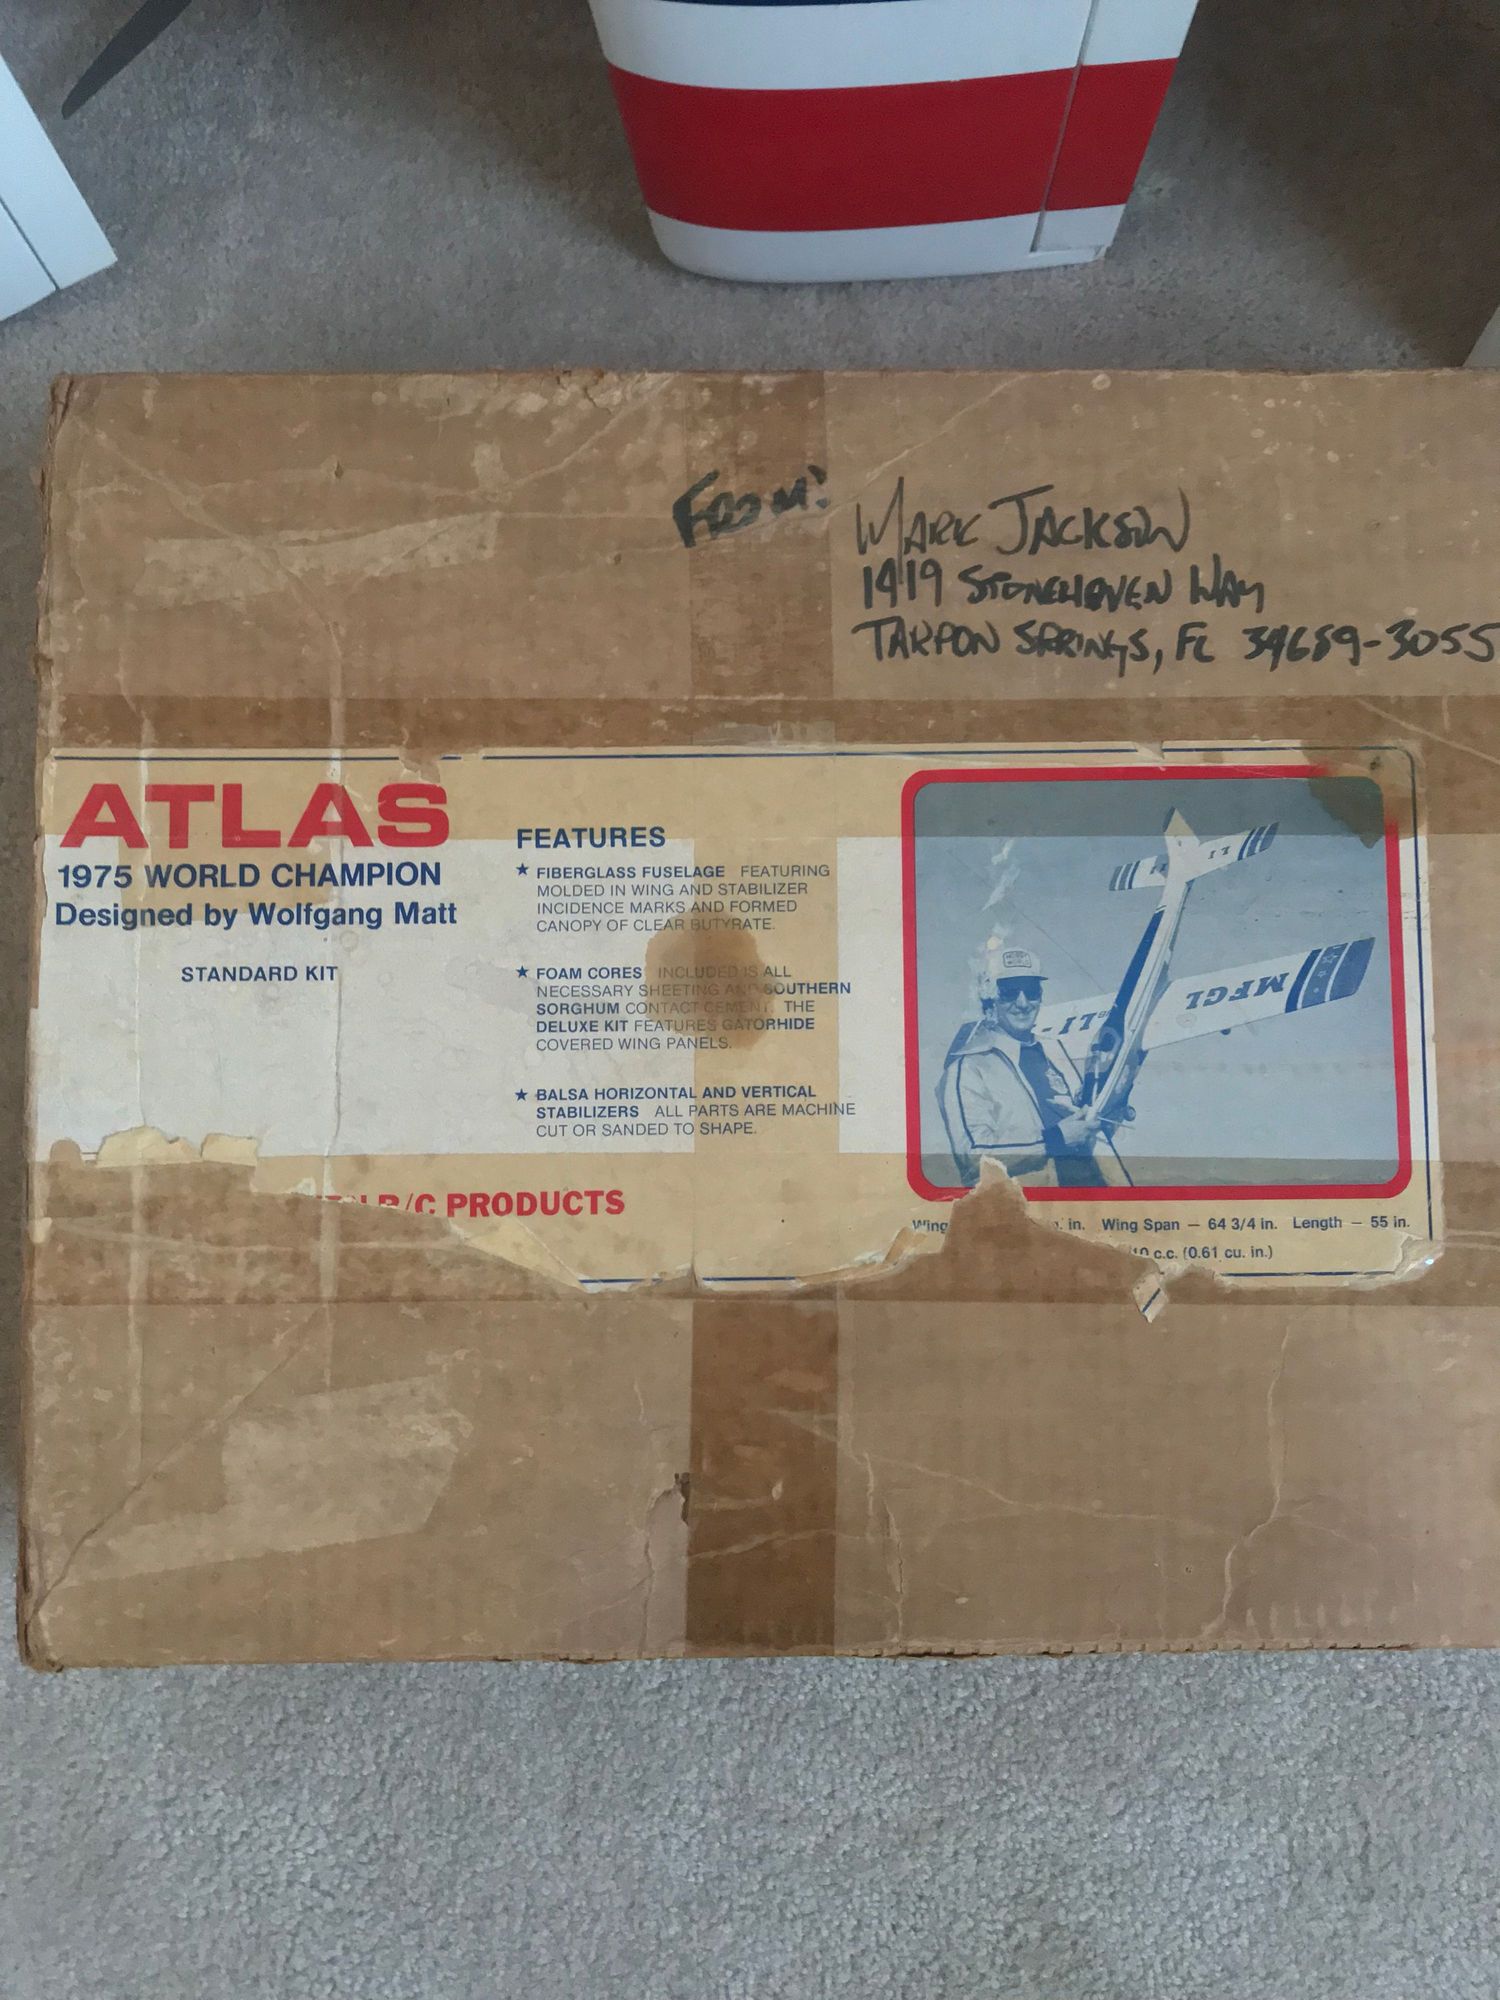 FROM:
MARK JACKSON
1419 STONEHAVEN WAY
TARPON SPRINGS, FL 34689-3055
ATLAS
1975 WORLD CHAMPION
Designed by Wolfgang Matt
STANDARD KIT
FEATURES
★ FIBERGLASS FUSELAGE FEATURING
MOLDED IN WING AND STABILIZER
INCIDENCE MARKS AND FORMED
CANOPY OF CLEAR BUTYRATE.
★ FOAM CORES INCLUDED IS ALL
NECESSARY SHEETING AND SOUTHERN
SORGHUM CONTACT CEMENT. THE
DELUXE KIT FEATURES GATORHIDE
COVERED WING PANELS.
★ BALSA HORIZONTAL AND VERTICAL
STABILIZERS ALL PARTS ARE MACHINE
CUT OR SANDED TO SHAPE.
R/C PRODUCTS
LI
MFGL
LI-
Wing in. Wing Span — 64 3/4 in. Length — 55 in.
10 c.c. (0.61 cu. in.)